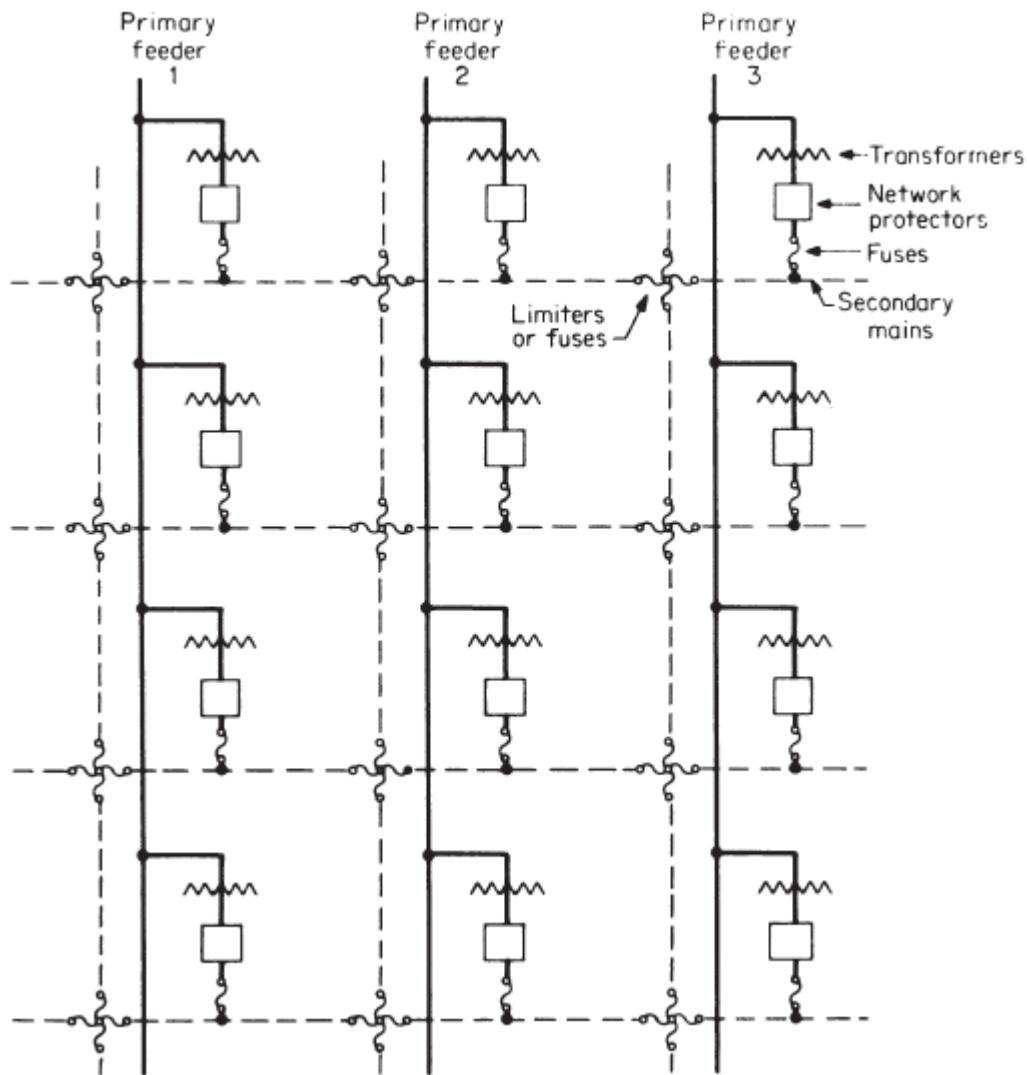 Primary
feeder
1
Primary
feeder
2
Primary
feeder
3
Transformers
Network
protectors
Fuses
Secondary
mains
Limiters
or fuses